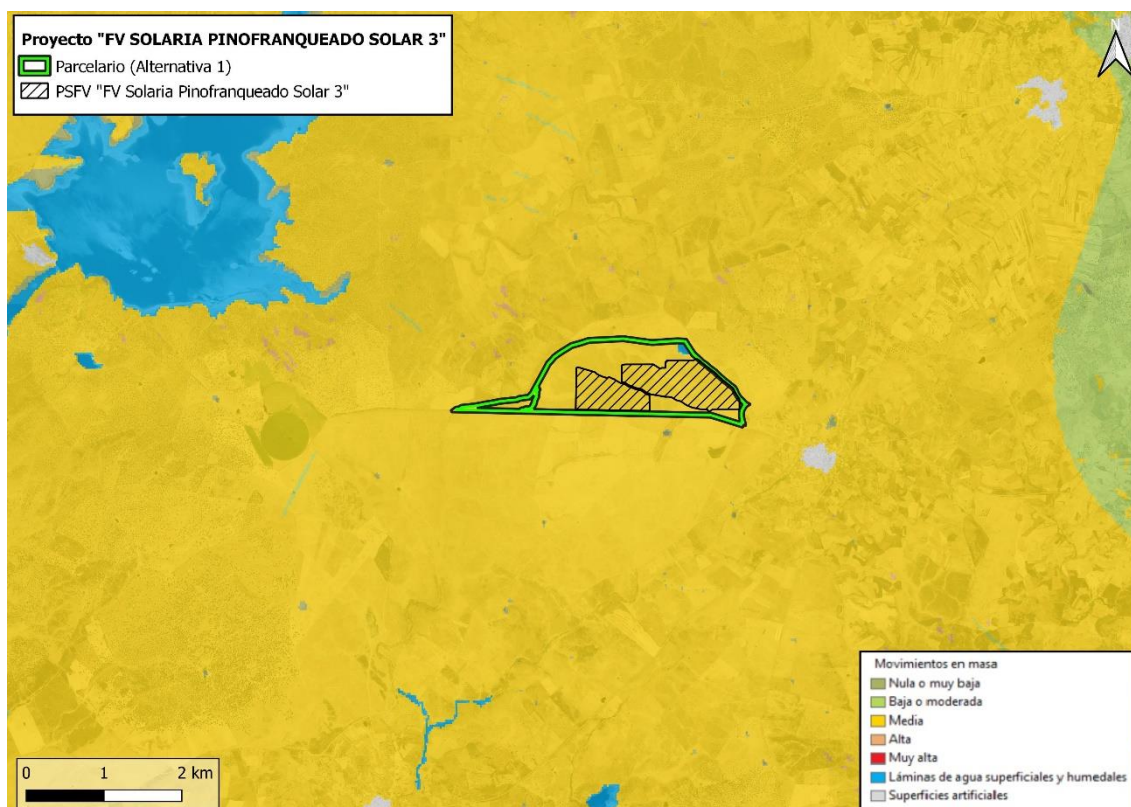 Proyecto "FV SOLARIA PINOFRANQUEADO SOLAR 3"
Parcelario (Alternativa 1)
PSFV "FV Solaria Pinofranqueado Solar 3"
N
Movimientos en masa
Nula o muy baja
Baja o moderada
Media
Alta
Muy alta
Láminas de agua superficiales y humedales
Superficies artificiales
0 1 2 km